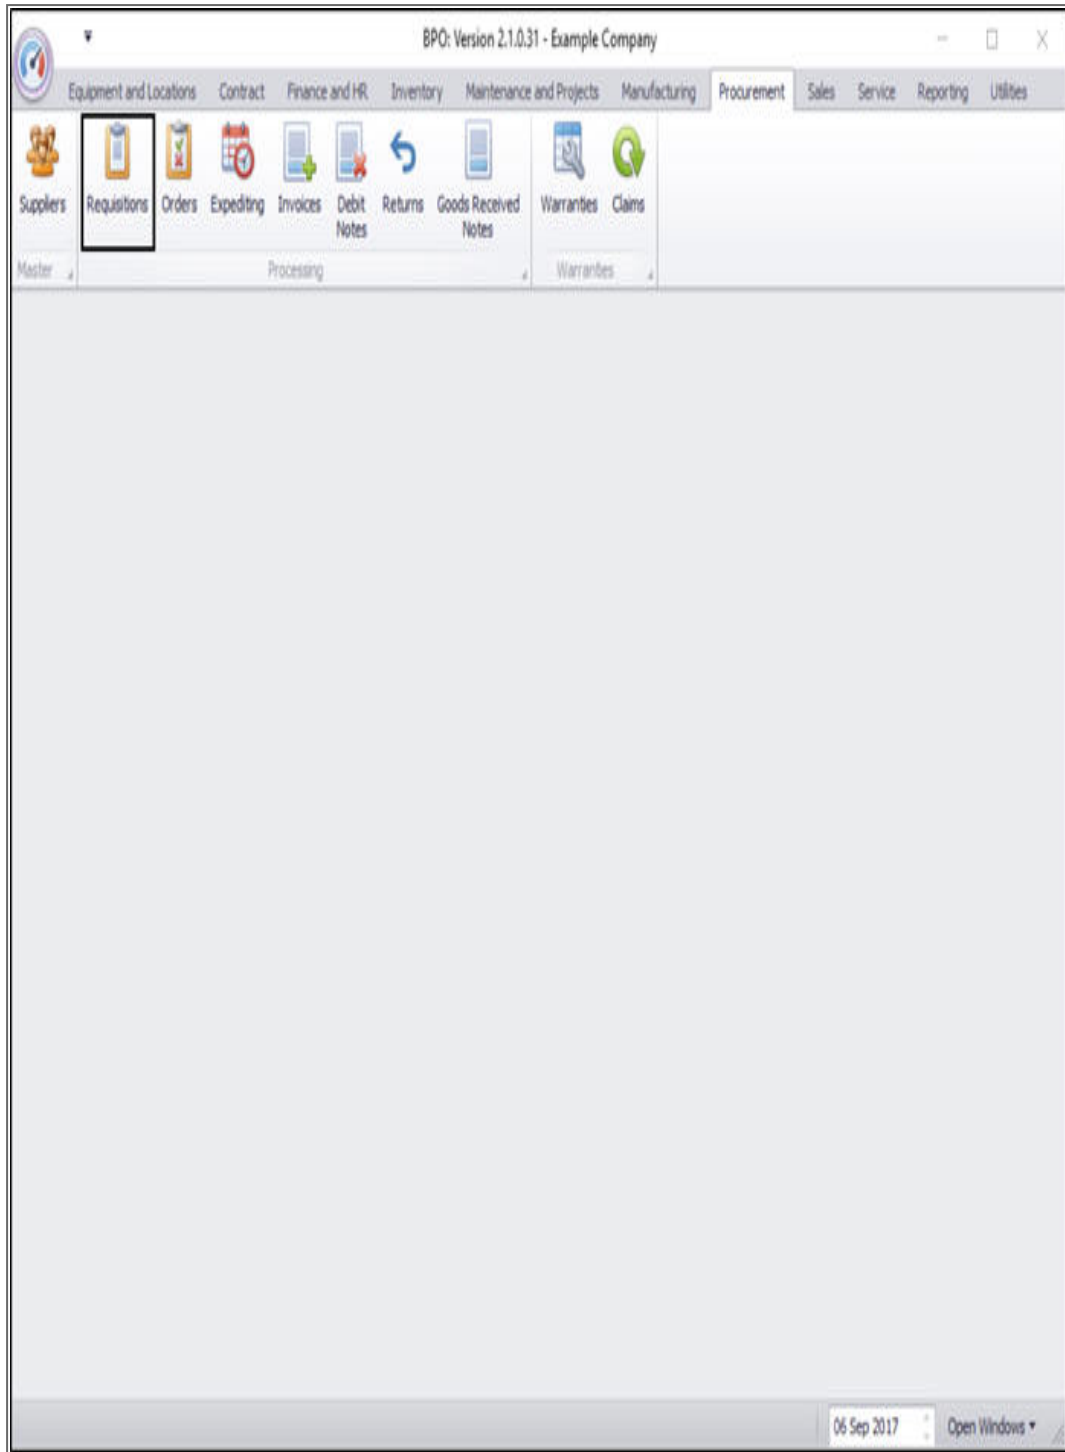 BPO: Version 2.1.0.31 - Example Company
Equipment and Locations Contract Finance and HR Inventory Maintenance and Projects Manufacturing Procurement Sales Service Reporting Utilities
Suppliers Requisitions Orders Expediting Invoices Debit Notes Returns Goods Received Notes Warranties Claims
Master Processing Warranties
06 Sep 2017 Open Windows